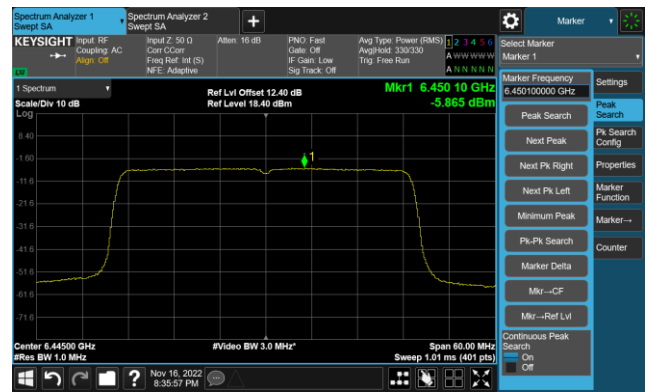 Spectrum Analyzer 1
Swept SA
Spectrum Analyzer 2
Swept SA
+
Marker
KEYSIGHT
Input: RF
Coupling: AC
Align: Off
Input Z: 50 Ω
Corr CCorr
Freq Ref: Int (S)
NFE: Adaptive
Atten: 16 dB
PNO: Fast
Gate: Off
IF Gain: Low
Sig Track: Off
Avg Type: Power (RMS)
Avg|Hold: 330/330
Trig: Free Run
1 2 3 4 5 6
A W W W W W
A N N N N N
LXI
Select Marker
Marker 1
1 Spectrum
Scale/Div 10 dB
Log
Ref Lvl Offset 12.40 dB
Ref Level 18.40 dBm
Mkr1 6.450 10 GHz
-5.865 dBm
8.40
-1.60
-11.6
-21.6
-31.6
-41.6
-51.6
-61.6
-71.6
1
Center 6.44500 GHz
#Res BW 1.0 MHz
#Video BW 3.0 MHz*
Span 60.00 MHz
Sweep 1.01 ms (401 pts)
Marker Frequency
6.450100000 GHz
Peak Search
Next Peak
Next Pk Right
Next Pk Left
Minimum Peak
Pk-Pk Search
Marker Delta
Mkr→CF
Mkr→Ref Lvl
Continuous Peak
Search
On
Off
Settings
Peak
Search
Pk Search
Config
Properties
Marker
Function
Marker→
Counter
?
Nov 16, 2022
8:35:57 PM